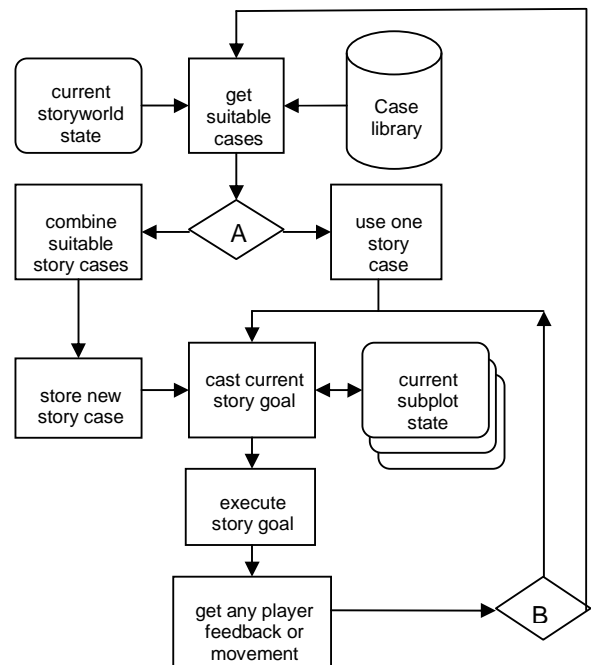 current
storyworld
state
get
suitable
cases
Case
library
combine
suitable
story cases
A
use one
story
case
store new
story case
cast current
story goal
current
subplot
state
execute
story goal
get any player
feedback or
movement
B